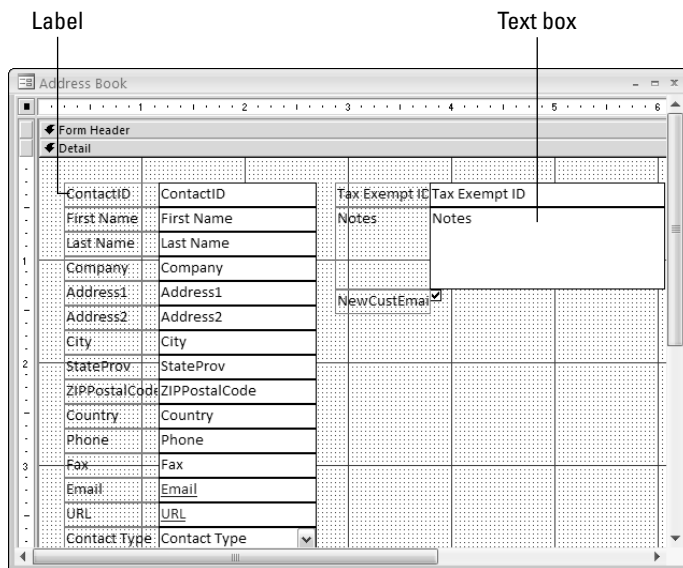 Label Text box
Address Book
1 2 3 4 5 6
Form Header
Detail
ContactID ContactID Tax Exempt ID Tax Exempt ID
First Name First Name Notes Notes
Last Name Last Name
1
Company Company
Address1 Address1 NewCustEmai
Address2 Address2
City City
2
StateProv StateProv
ZIPPostalCode ZIPPostalCode
Country Country
Phone Phone
3
Fax Fax
Email Email
URL URL
Contact Type Contact Type